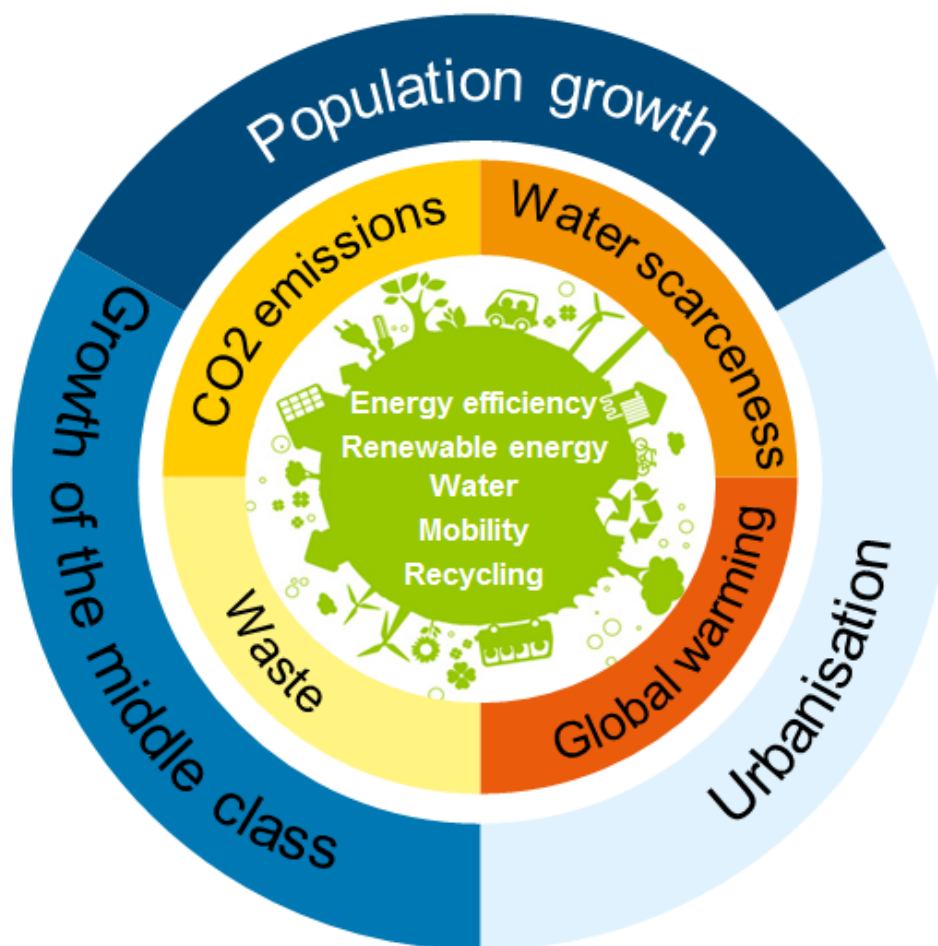 Population growth
Urbanisation
Growth of the middle class
CO2 emissions
Water scarceness
Global warming
Waste
Energy efficiency
Renewable energy
Water
Mobility
Recycling